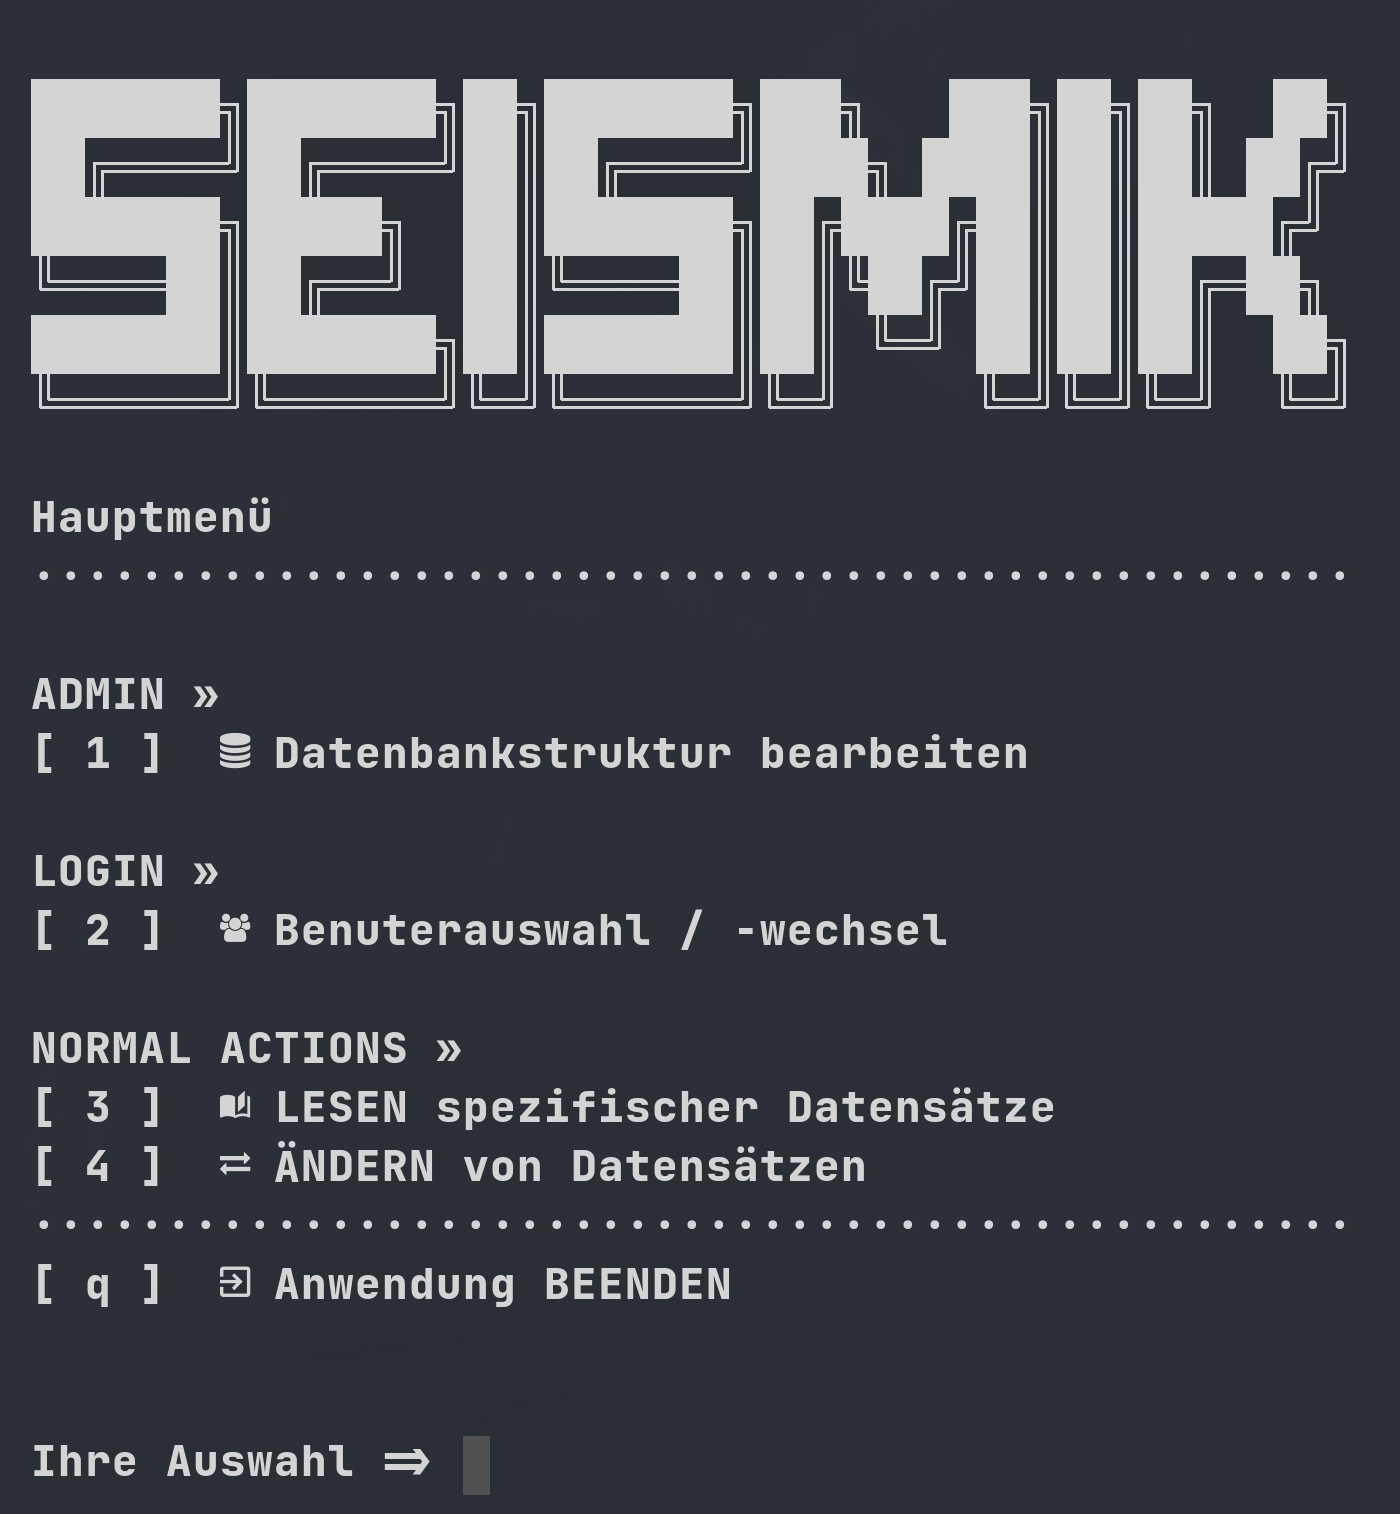 SEISMIK
Hauptmenü
ADMIN »
[ 1 ] Datenbankstruktur bearbeiten
LOGIN »
[ 2 ] Benuterauswahl / -wechsel
NORMAL ACTIONS »
[ 3 ] LESEN spezifischer Datensätze
[ 4 ] ÄNDERN von Datensätzen
[ q ] Anwendung BEENDEN
Ihre Auswahl ⇒